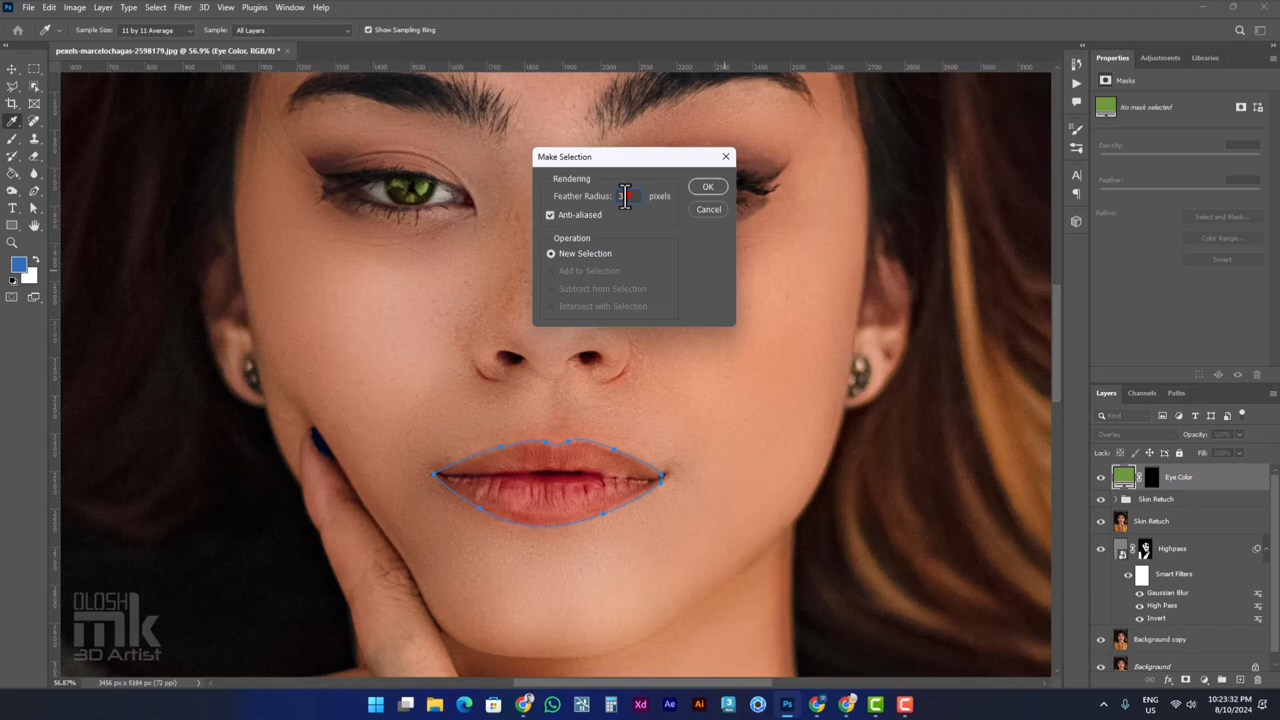 File Edit Image Layer Type Select Filter 3D View Plugins Window Help
Sample Size: 11 by 11 Average Sample: All Layers Show Sampling Ring
pexels-marcelochagas-2598179.jpg @ 56.9% (Eye Color, RGB/8) *
Properties Adjustments Libraries
Masks
No mask selected
Density:
Feather:
Refine:
Select and Mask...
Color Range...
Invert
Make Selection
Rendering
Feather Radius: 3 pixels
Anti-aliased
OK
Cancel
Operation
New Selection
Add to Selection
Subtract from Selection
Intersect with Selection
Layers Channels Paths
Kind
Overlay Opacity: 100%
Lock: Fill: 100%
Eye Color
Skin Retuch
Skin Retuch
Highpass
Smart Filters
Gaussian Blur
High Pass
Invert
Background copy
Background
OLOSH
mk
3D Artist
56.87% 3456 px x 5184 px (72 ppi)
ENG
US
10:23:32 PM
8/10/2024